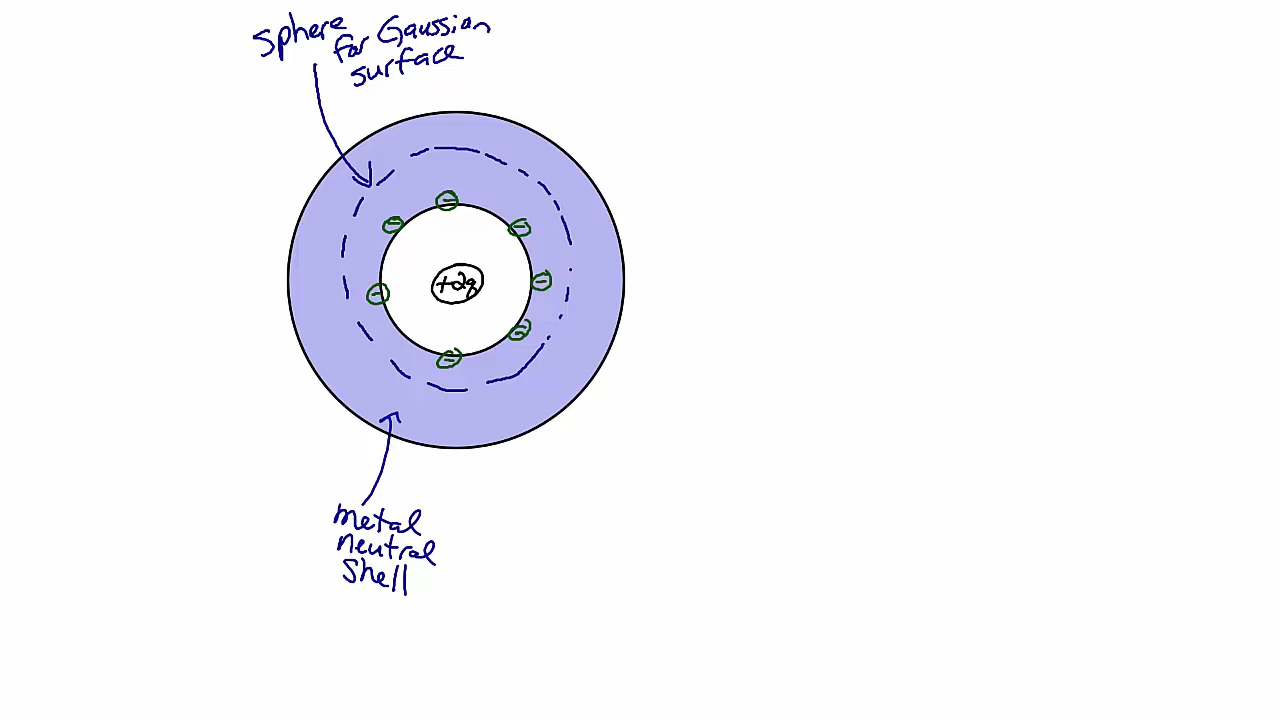 Sphere
for Gaussian
surface
+2q
metal
neutral
shell